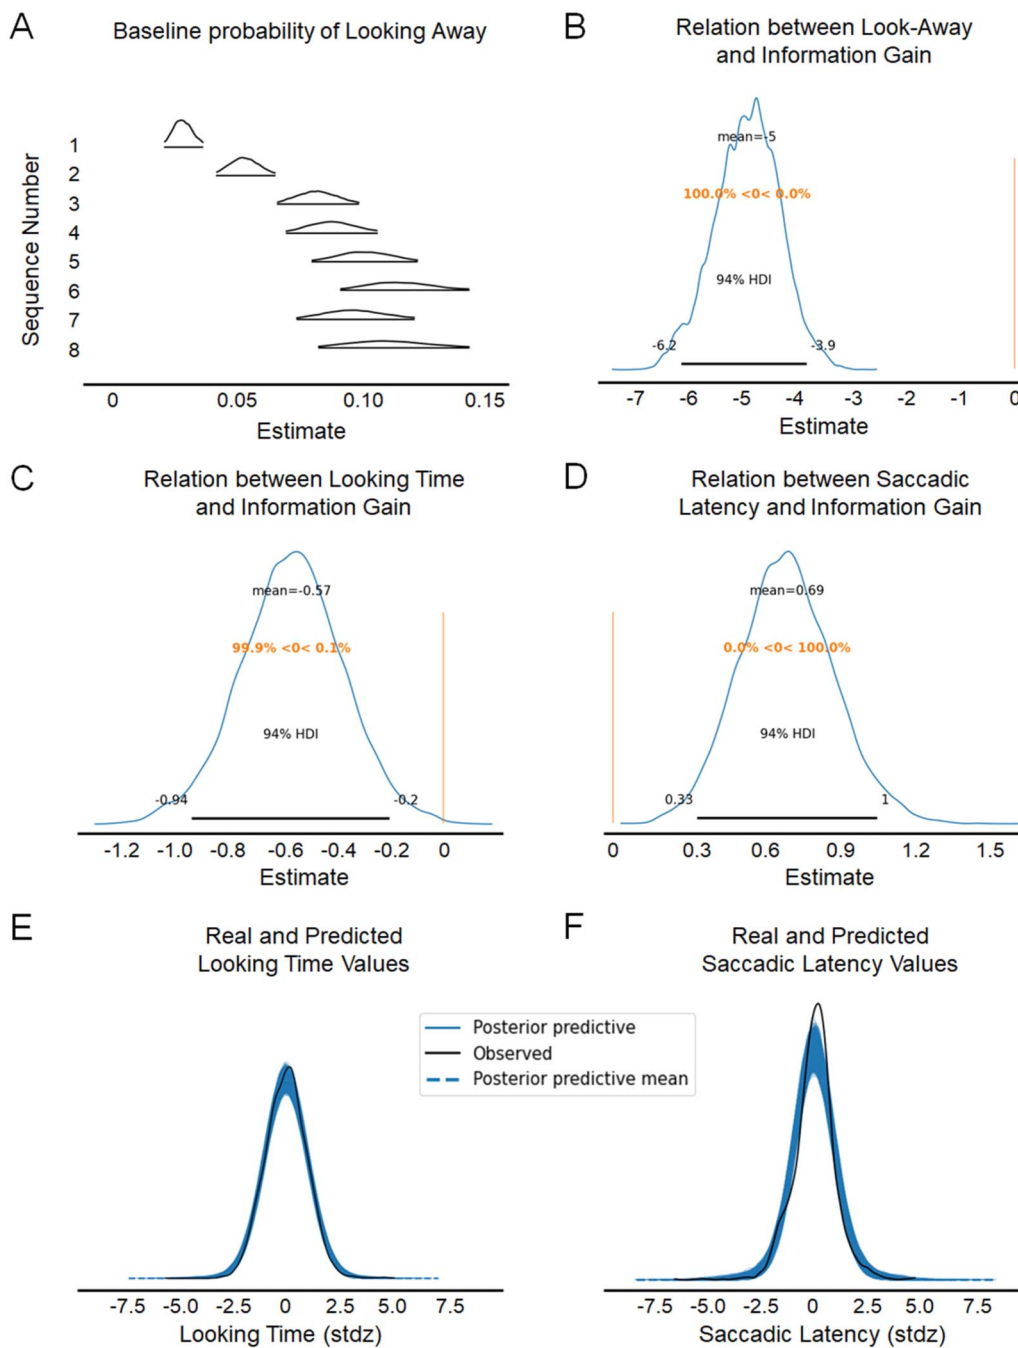 A
Baseline probability of Looking Away
Sequence Number
1
2
3
4
5
6
7
8
0 0.05 0.10 0.15
Estimate
B
Relation between Look-Away
and Information Gain
mean=-5
100.0% <0< 0.0%
94% HDI
-6.2 -3.9
-7 -6 -5 -4 -3 -2 -1 0
Estimate
C
Relation between Looking Time
and Information Gain
mean=-0.57
99.9% <0< 0.1%
94% HDI
-0.94 -0.2
-1.2 -1.0 -0.8 -0.6 -0.4 -0.2 0
Estimate
D
Relation between Saccadic
Latency and Information Gain
mean=0.69
0.0% <0< 100.0%
94% HDI
0.33 1
0 0.3 0.6 0.9 1.2 1.5
Estimate
E
Real and Predicted
Looking Time Values
Posterior predictive
Observed
Posterior predictive mean
-7.5 -5.0 -2.5 0 2.5 5.0 7.5
Looking Time (stdz)
F
Real and Predicted
Saccadic Latency Values
-7.5 -5.0 -2.5 0 2.5 5.0 7.5
Saccadic Latency (stdz)